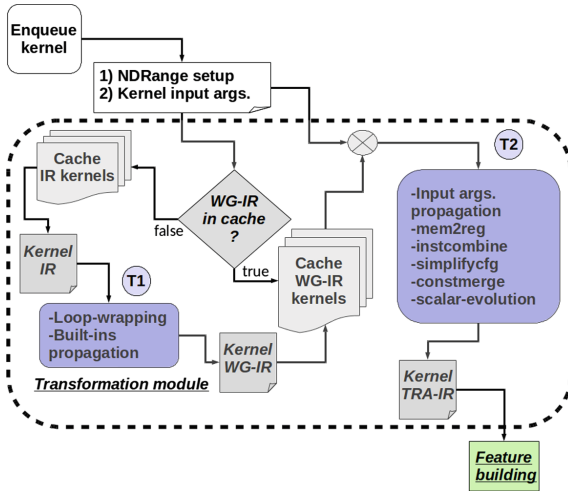 Enqueue
kernel
1) NDRange setup
2) Kernel input args.
T2
Cache
IR kernels
WG-IR
in cache
?
false
true
Kernel
IR
T1
-Loop-wrapping
-Built-ins
propagation
Transformation module
Kernel
WG-IR
Cache
WG-IR
kernels
-Input args.
propagation
-mem2reg
-instcombine
-simplifycfg
-constmerge
-scalar-evolution
Kernel
TRA-IR
Feature
building